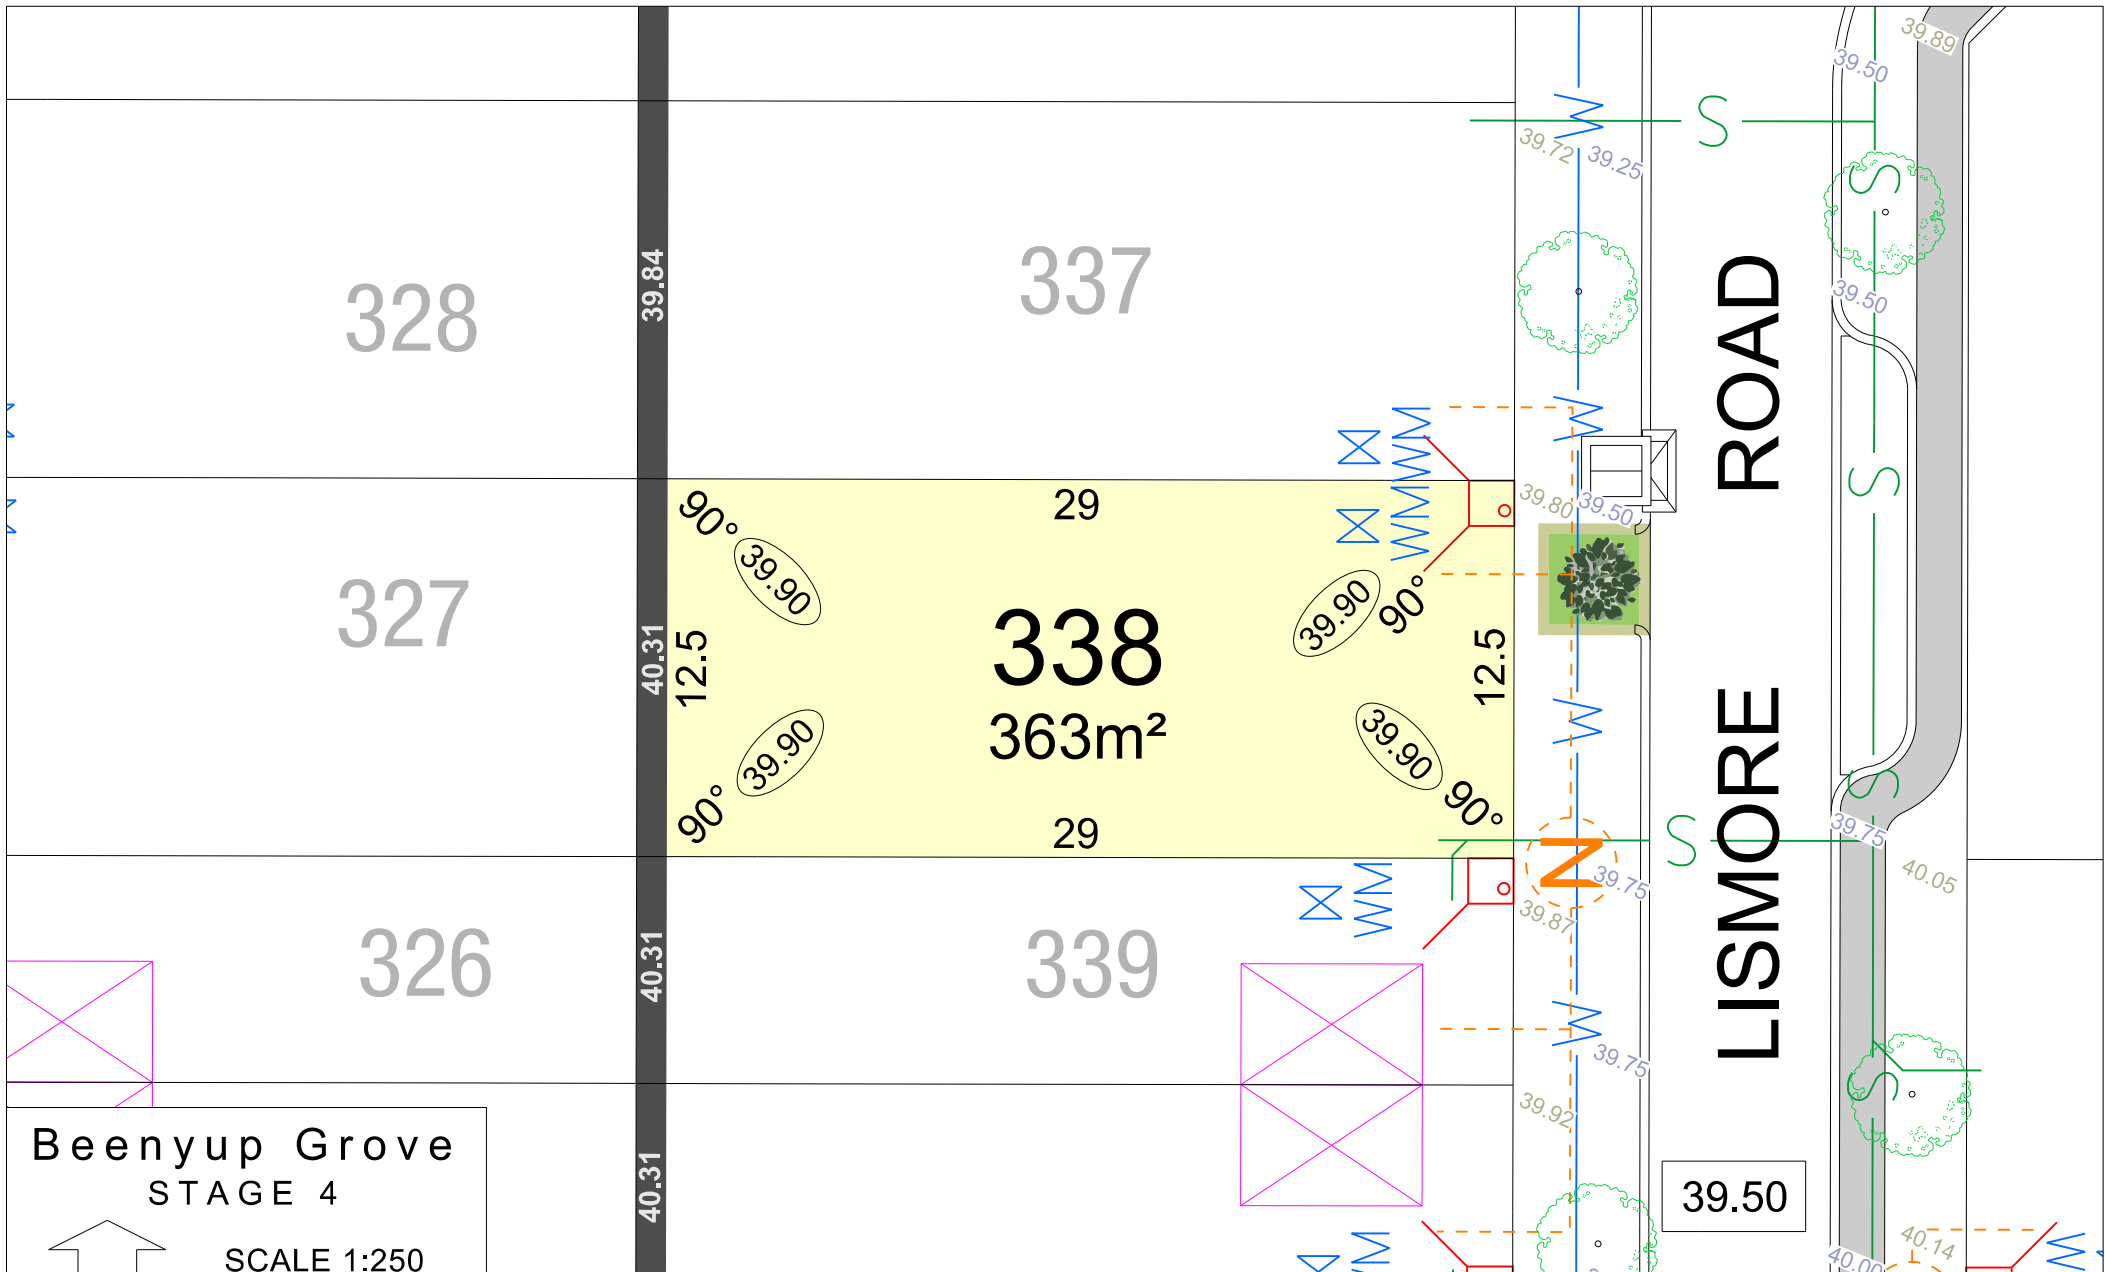 39.89
39.50
S
W
39.72
39.25
S
328
39.84
337
ROAD
39.50
W
W
W
W
W
W
S
29
90°
39.90
39.80
39.50
327
40.31
12.5
338
363m²
39.90
90°
12.5
W
LISMORE
39.90
90°
39.90
90°
29
S
S
39.75
N
39.75
40.05
39.87
W
326
40.31
339
W
39.75
39.92
S
40.31
Beenyup Grove
STAGE 4
SCALE 1:250
39.50
40.14
40.00
W
W